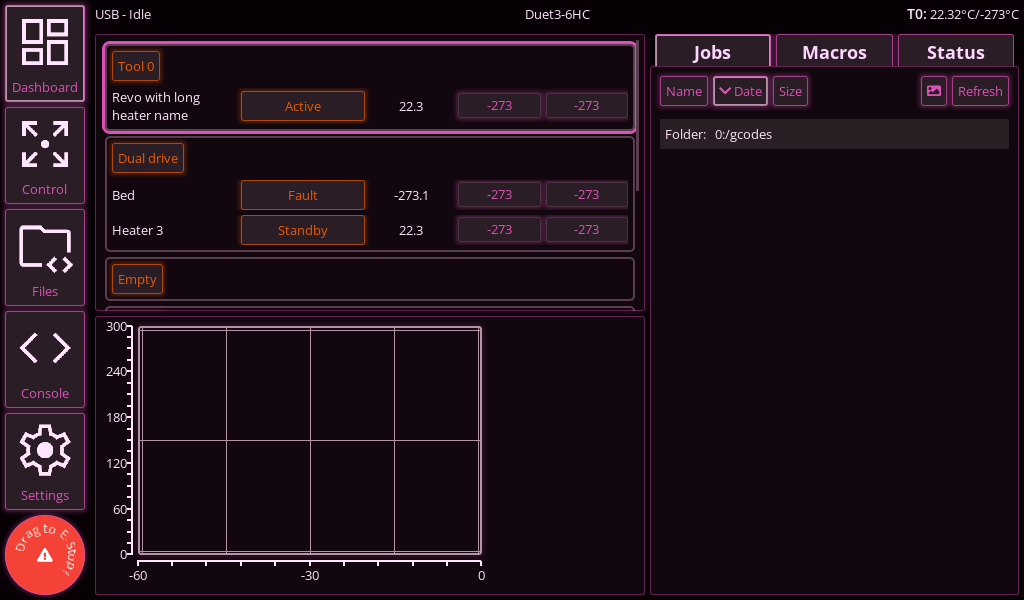 USB - Idle
Duet3-6HC
T0: 22.32°C/-273°C
Dashboard
Control
Files
Console
Settings
Drag to E-Stop!
Tool 0
Revo with long
heater name
Active
22.3
-273
-273
Dual drive
Bed
Fault
-273.1
-273
-273
Heater 3
Standby
22.3
-273
-273
Empty
300
240
180
120
60
0
-60
-30
0
Jobs
Macros
Status
Name
Date
Size
Refresh
Folder: 0:/gcodes